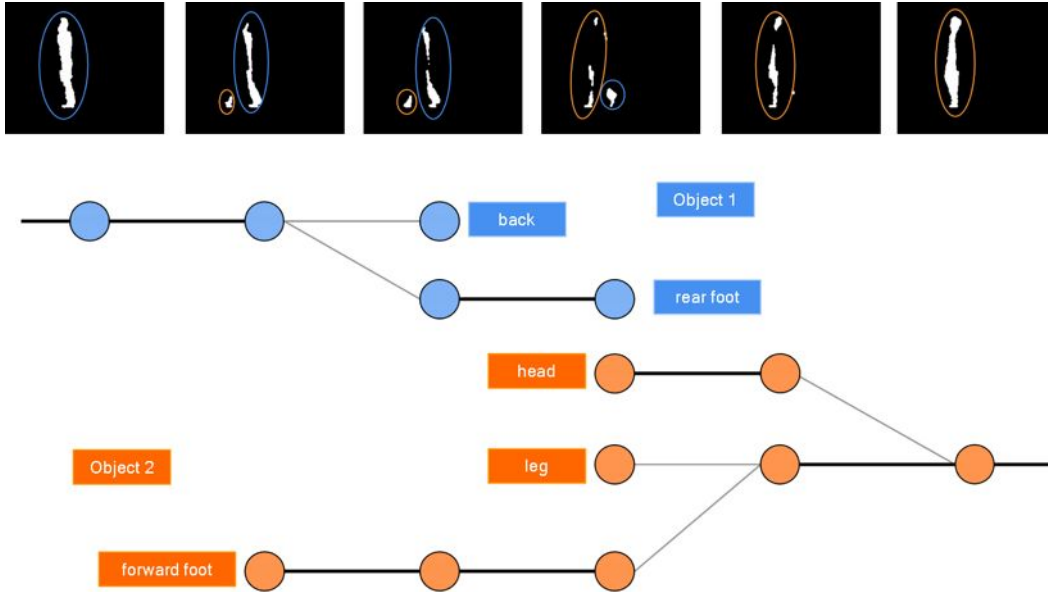 Object 1
back
rear foot
head
Object 2
leg
forward foot